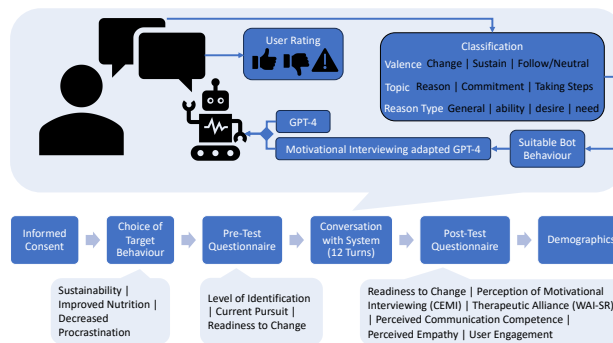 User Rating
Classification
Valence Change | Sustain | Follow/Neutral
Topic Reason | Commitment | Taking Steps
Reason Type General | ability | desire | need
GPT-4
Motivational Interviewing adapted GPT-4
Suitable Bot
Behaviour
Informed
Consent
Choice of
Target
Behaviour
Pre-Test
Questionnaire
Conversation
with System
(12 Turns)
Post-Test
Questionnaire
Demographics
Sustainability |
Improved Nutrition |
Decreased
Procrastination
Level of Identification
| Current Pursuit |
Readiness to Change
Readiness to Change | Perception of Motivational
Interviewing (CEMI) | Therapeutic Alliance (WAI-SR)
| Perceived Communication Competence |
Perceived Empathy | User Engagement